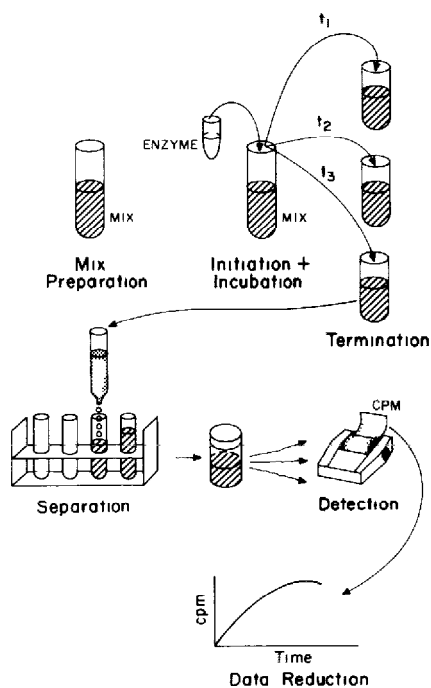 t₁
t₂
t₃
ENZYME
MIX
MIX
Mix
Preparation
Initiation +
Incubation
Termination
CPM
Separation
Detection
cpm
Time
Data Reduction